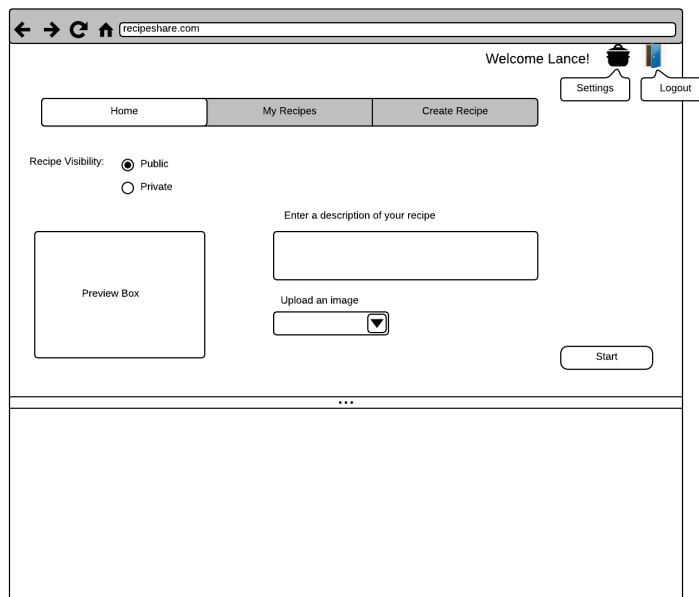 recipeshare.com
Welcome Lance!
Settings
Logout
Home
My Recipes
Create Recipe
Recipe Visibility:
Public
Private
Enter a description of your recipe
Preview Box
Upload an image
Start